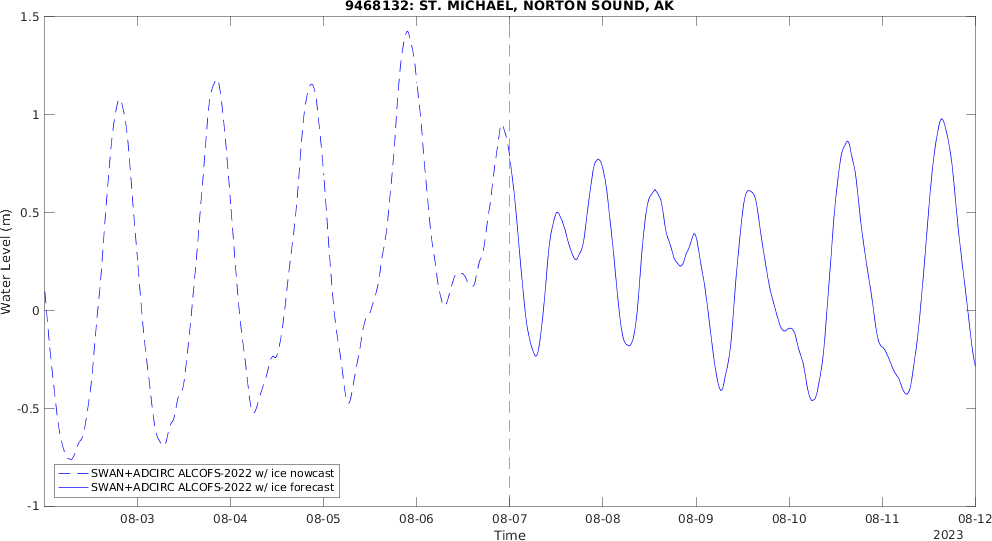 9468132: ST. MICHAEL, NORTON SOUND, AK
1.5
1
0.5
0
-0.5
-1
Water Level (m)
SWAN+ADCIRC ALCOFS-2022 w/ ice nowcast
SWAN+ADCIRC ALCOFS-2022 w/ ice forecast
08-03 08-04 08-05 08-06 08-07 08-08 08-09 08-10 08-11 08-12
Time
2023